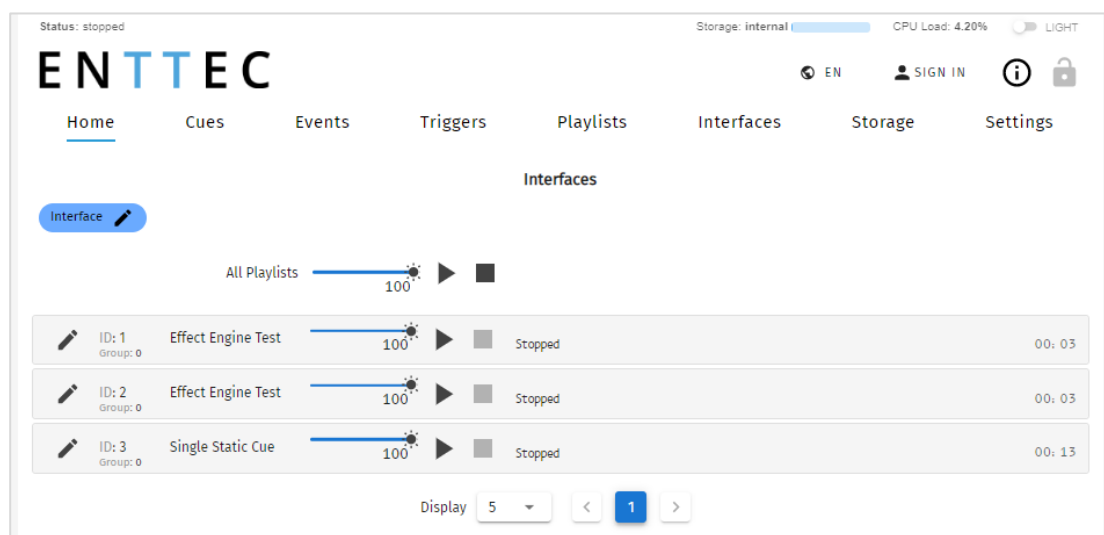 Status: stopped Storage: internal CPU Load: 4.20% LIGHT
ENTTEC
EN SIGN IN
Home Cues Events Triggers Playlists Interfaces Storage Settings
Interfaces
Interface
All Playlists 100
ID: 1 Effect Engine Test 100 Stopped 00: 03
Group: 0
ID: 2 Effect Engine Test 100 Stopped 00: 03
Group: 0
ID: 3 Single Static Cue 100 Stopped 00: 13
Group: 0
Display 5 < 1 >